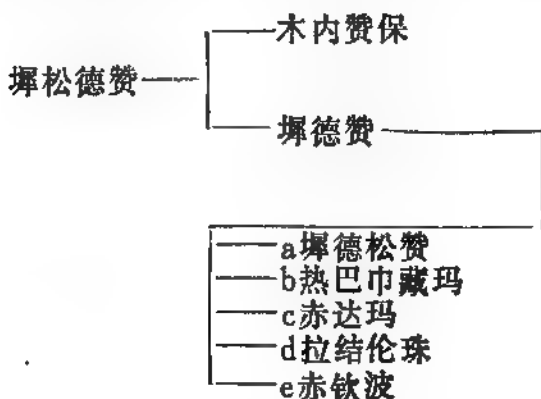 木内赞保
墀松德赞
墀德赞
a墀德松赞
b热巴巾藏玛
c赤达玛
d拉结伦珠
e赤钦波